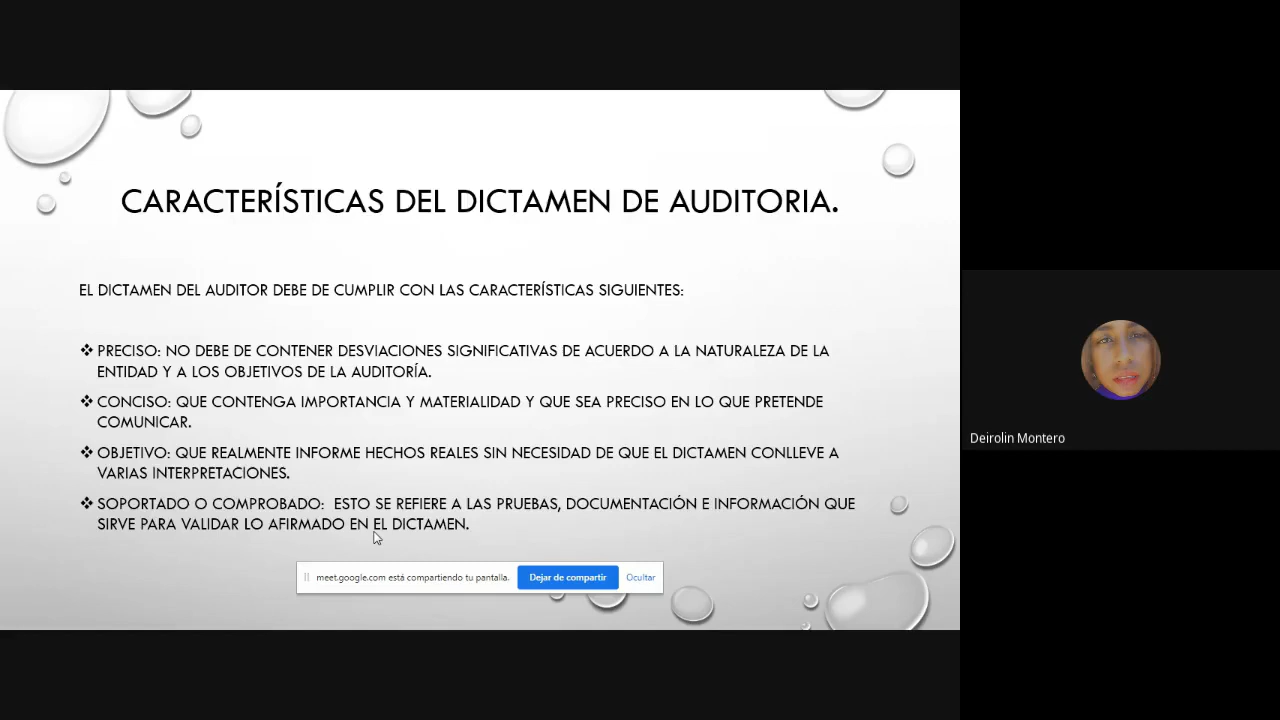 CARACTERÍSTICAS DEL DICTAMEN DE AUDITORIA.
EL DICTAMEN DEL AUDITOR DEBE DE CUMPLIR CON LAS CARACTERÍSTICAS SIGUIENTES:
❖ PRECISO: NO DEBE DE CONTENER DESVIACIONES SIGNIFICATIVAS DE ACUERDO A LA NATURALEZA DE LA
ENTIDAD Y A LOS OBJETIVOS DE LA AUDITORÍA.
❖ CONCISO: QUE CONTENGA IMPORTANCIA Y MATERIALIDAD Y QUE SEA PRECISO EN LO QUE PRETENDE
COMUNICAR.
❖ OBJETIVO: QUE REALMENTE INFORME HECHOS REALES SIN NECESIDAD DE QUE EL DICTAMEN CONLLEVE A
VARIAS INTERPRETACIONES.
❖ SOPORTADO O COMPROBADO: ESTO SE REFIERE A LAS PRUEBAS, DOCUMENTACIÓN E INFORMACIÓN QUE
SIRVE PARA VALIDAR LO AFIRMADO EN EL DICTAMEN.
meet.google.com está compartiendo tu pantalla. Dejar de compartir Ocultar
Deirolin Montero